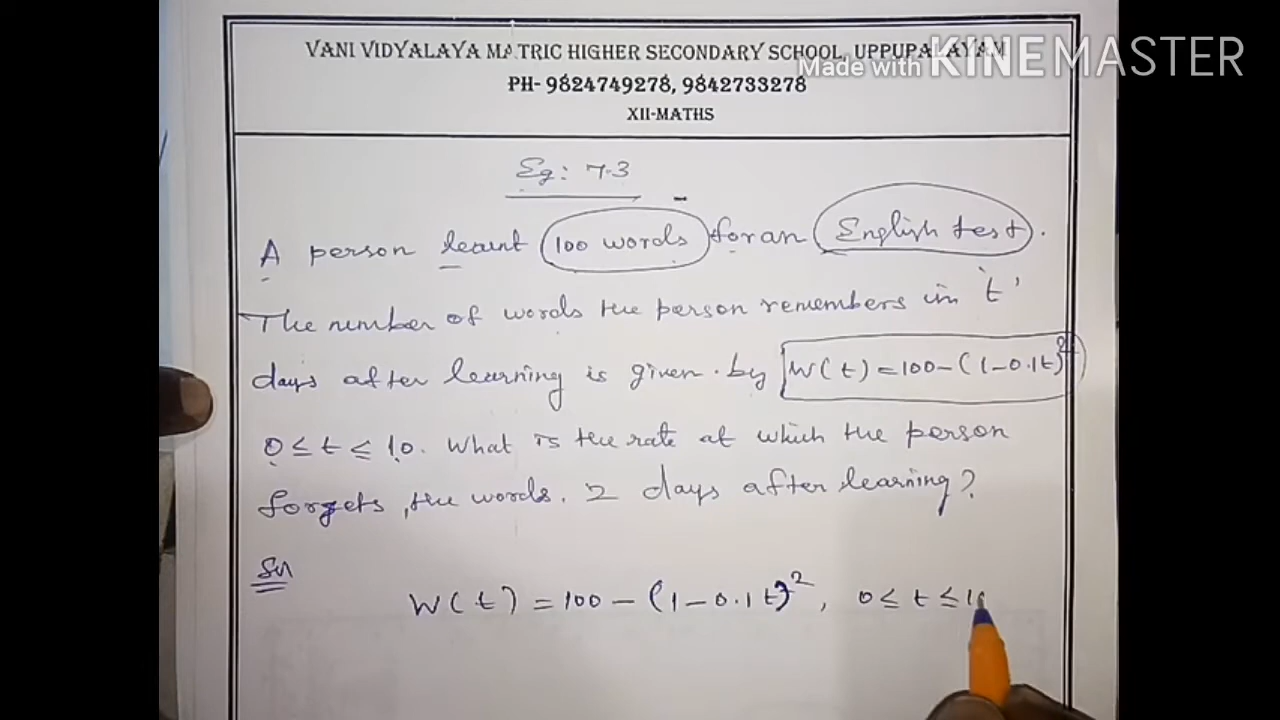 VANI VIDYALAYA MATRIC HIGHER SECONDARY SCHOOL, UPPUPALAYAM
Made with KINEMASTER
PH- 9824749278, 9842733278
XII-MATHS
Eg: 7.3
A person learnt 100 words for an English test.
The number of words the person remembers in 't'
days after learning is given by W(t) = 100 - (1 - 0.1t)²
0 ≤ t ≤ 10. What is the rate at which the person
forgets, the words. 2 days after learning?
Sol
W(t) = 100 - (1 - 0.1t)², 0 ≤ t ≤ 10